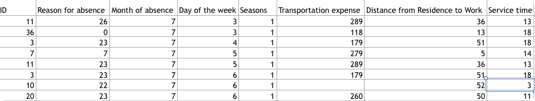 ID Reason for absence Month of absence Day of the week Seasons Transportation expense Distance from Residence to Work Service time
11 26 7 3 1 289 36 13
36 0 7 3 1 118 13 18
3 23 7 4 1 179 51 18
7 7 7 5 1 279 5 14
11 23 7 5 1 289 36 13
3 23 7 6 1 179 51 18
10 22 7 6 1 52 3
20 23 7 6 1 260 50 11